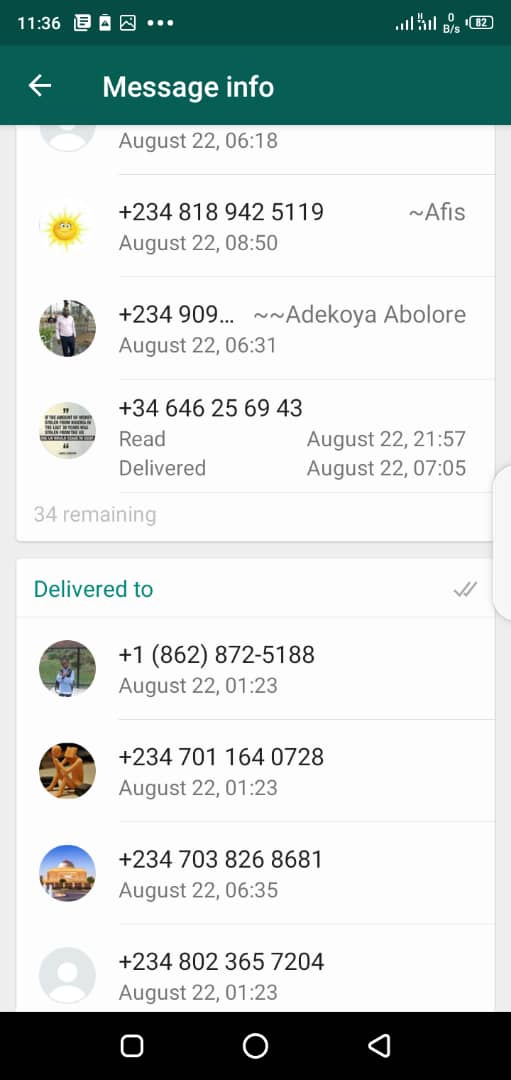 11:36
0
B/s
82
Message info
August 22, 06:18
+234 818 942 5119 ~Afis
August 22, 08:50
+234 909... ~~Adekoya Abolore
August 22, 06:31
+34 646 25 69 43
Read August 22, 21:57
Delivered August 22, 07:05
34 remaining
Delivered to
+1 (862) 872-5188
August 22, 01:23
+234 701 164 0728
August 22, 01:23
+234 703 826 8681
August 22, 06:35
+234 802 365 7204
August 22, 01:23